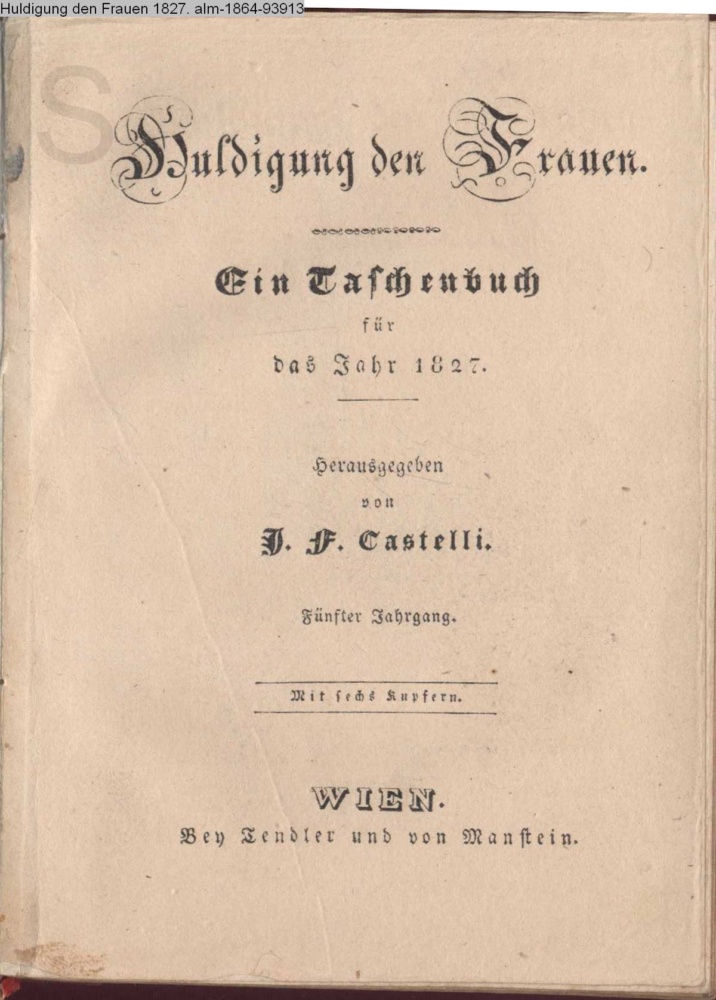 Huldigung den Frauen 1827. alm-1864-93913
S
Huldigung den Frauen.
Ein Taschenbuch
für
das Jahr 1827.
Herausgegeben
von
J. F. Castelli.
Fünfter Jahrgang.
Mit sechs Kupfern.
WIEN.
Bey Tendler und von Manstein.